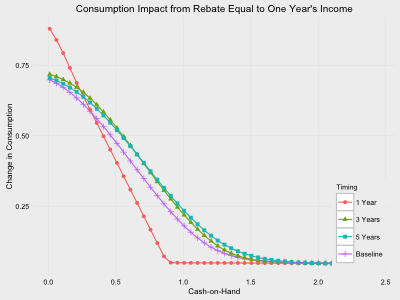 Consumption Impact from Rebate Equal to One Year's Income
Change in Consumption
0.75
0.50
0.25
0.0
0.5
1.0
1.5
2.0
2.5
Cash-on-Hand
Timing
1 Year
3 Years
5 Years
Baseline